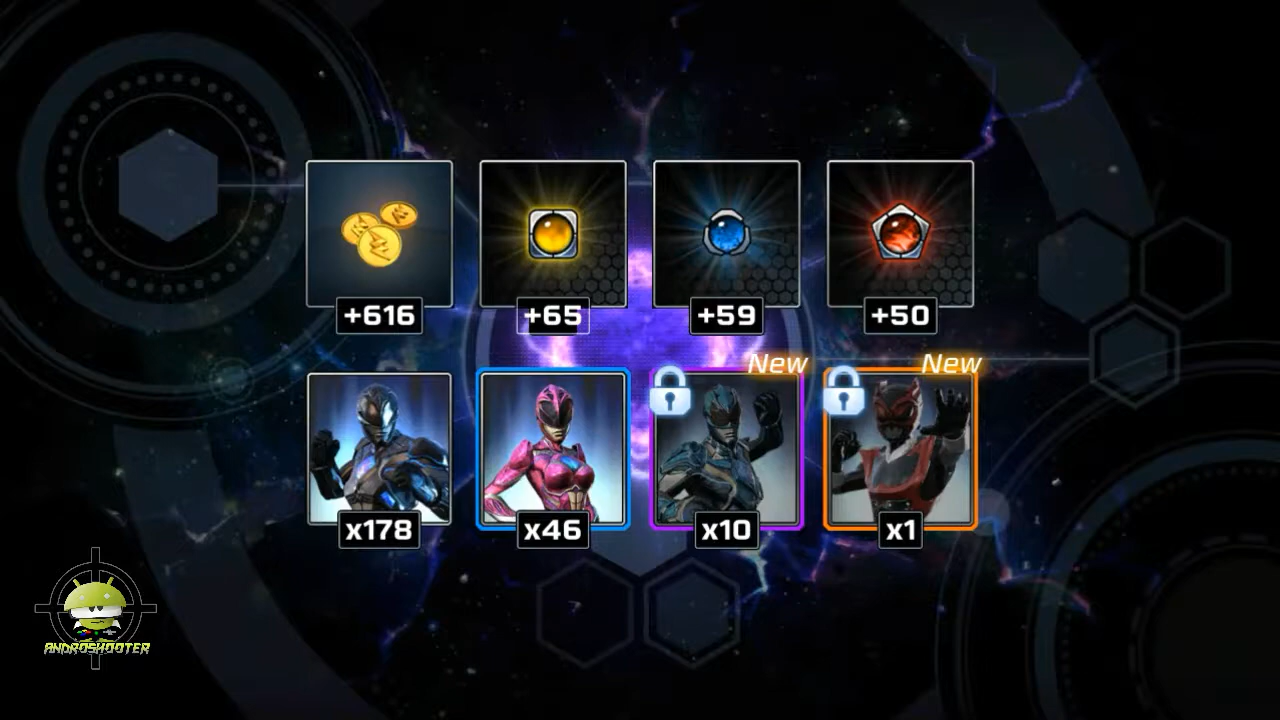 +616
+65
+59
+50
New
New
x178
x46
x10
x1
ANDROSHOOTER